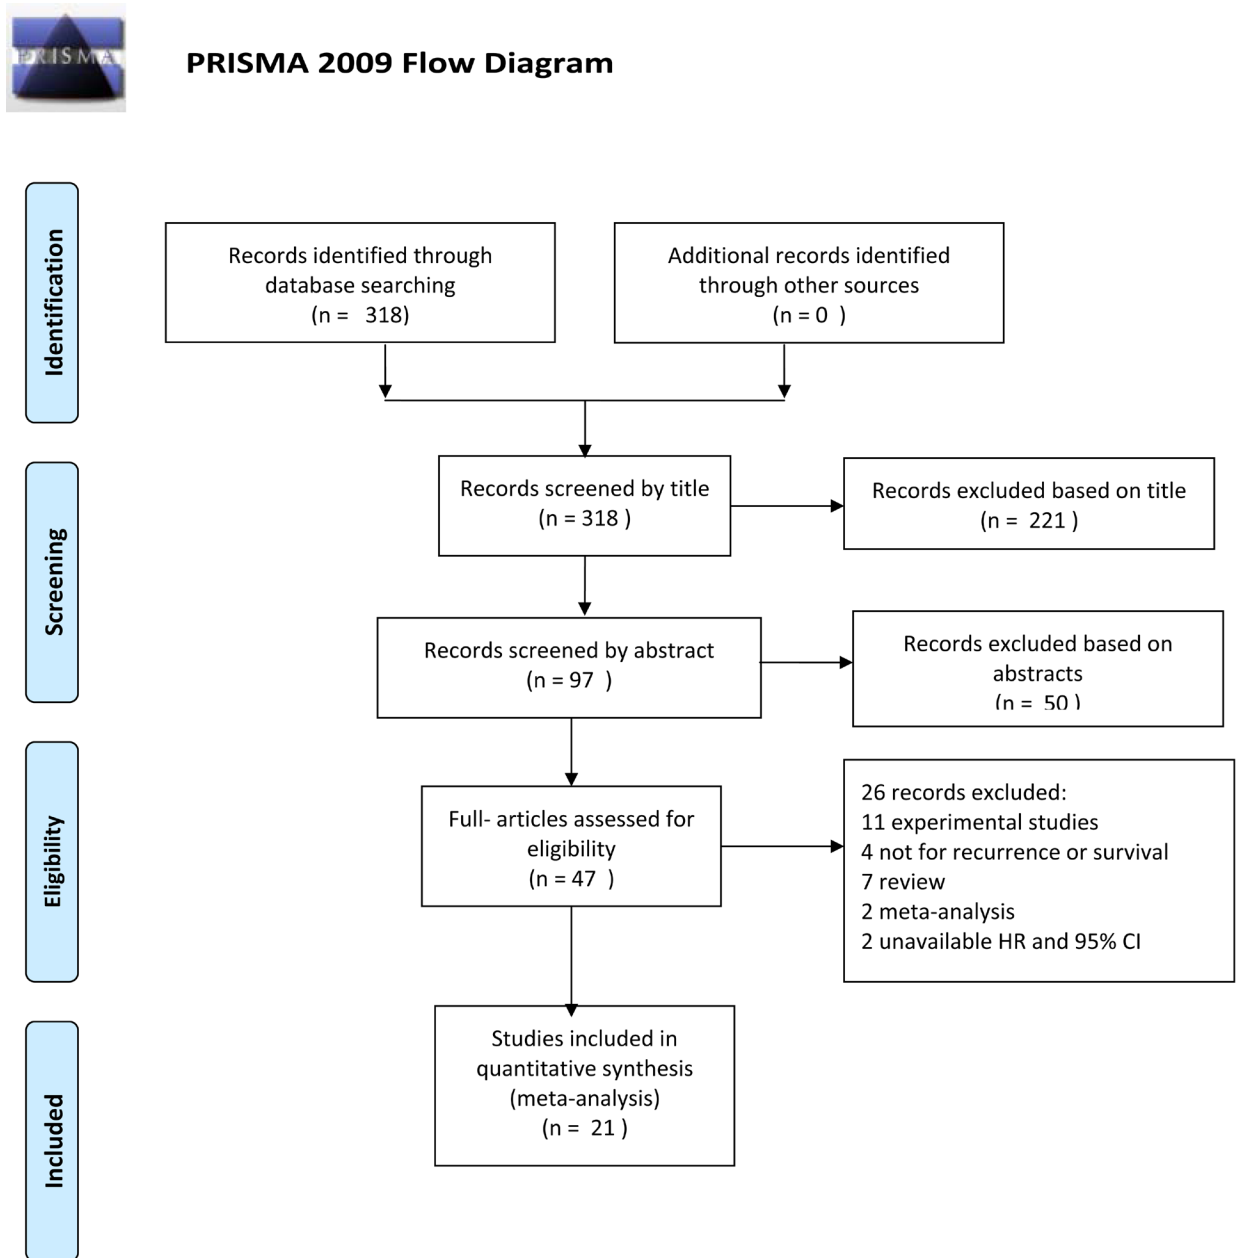 PRISMA
PRISMA 2009 Flow Diagram
Identification
Records identified through
database searching
(n =   318)
Additional records identified
through other sources
(n = 0  )
Screening
Records screened by title
(n = 318 )
Records excluded based on title
(n =  221 )
Records screened by abstract
(n = 97  )
Records excluded based on
abstracts
(n =  50 )
Eligibility
Full- articles assessed for
eligibility
(n = 47  )
26 records excluded:
11 experimental studies
4 not for recurrence or survival
7 review
2 meta-analysis
2 unavailable HR and 95% CI
Included
Studies included in
quantitative synthesis
(meta-analysis)
(n =  21 )